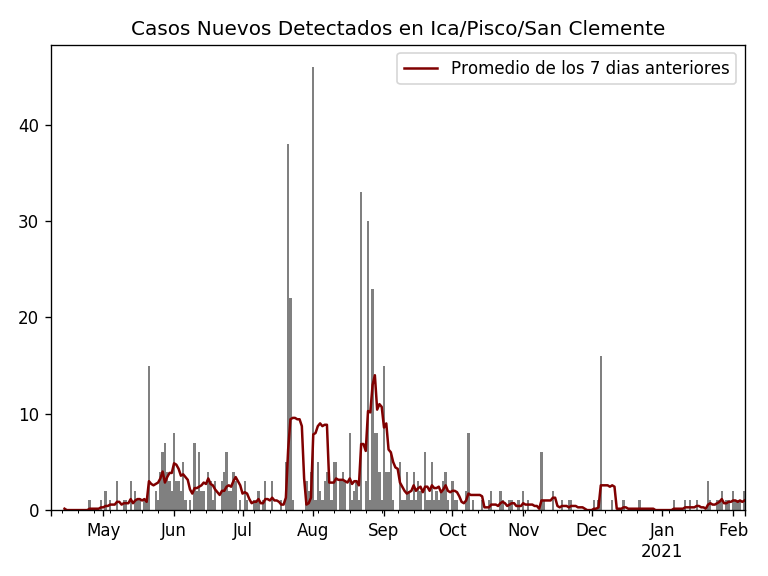 Casos Nuevos Detectados en Ica/Pisco/San Clemente
Promedio de los 7 dias anteriores
40
30
20
10
0
May Jun Jul Aug Sep Oct Nov Dec Jan Feb
2021